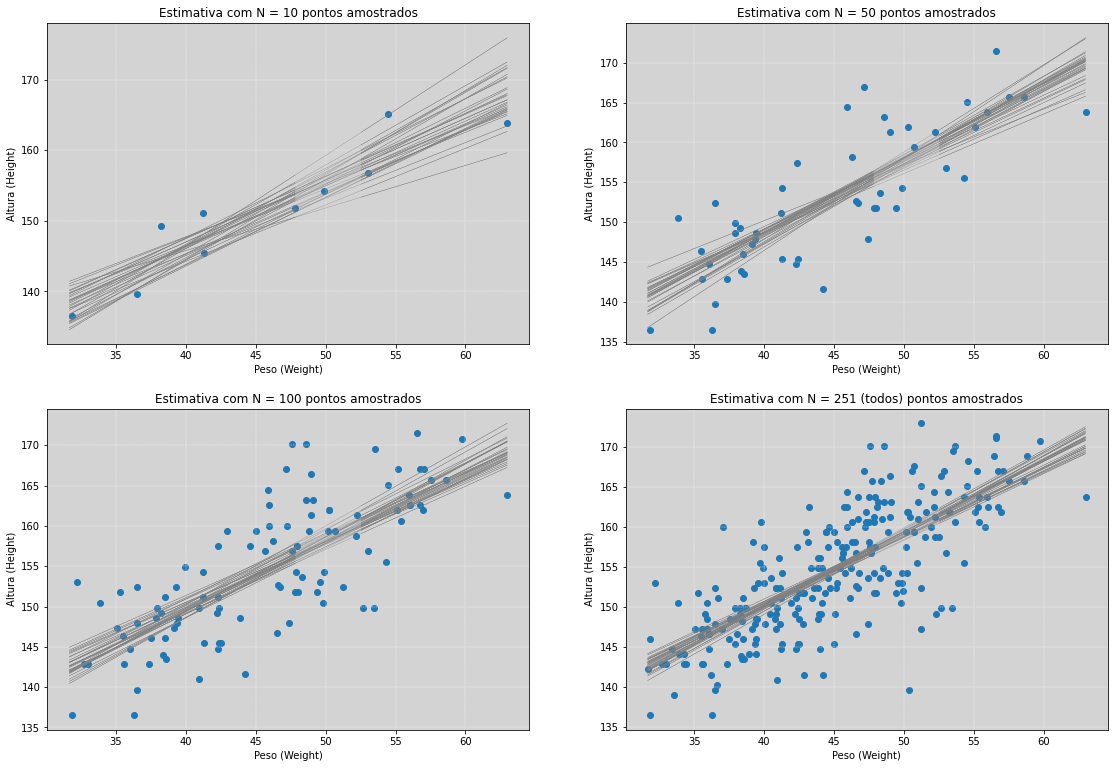 Estimativa com N = 10 pontos amostrados
170
160
150
140
Altura (Height)
35 40 45 50 55 60
Peso (Weight)
Estimativa com N = 50 pontos amostrados
170
165
160
155
150
145
140
135
Altura (Height)
35 40 45 50 55 60
Peso (Weight)
Estimativa com N = 100 pontos amostrados
170
165
160
155
150
145
140
135
Altura (Height)
35 40 45 50 55 60
Peso (Weight)
Estimativa com N = 251 (todos) pontos amostrados
170
165
160
155
150
145
140
135
Altura (Height)
35 40 45 50 55 60
Peso (Weight)